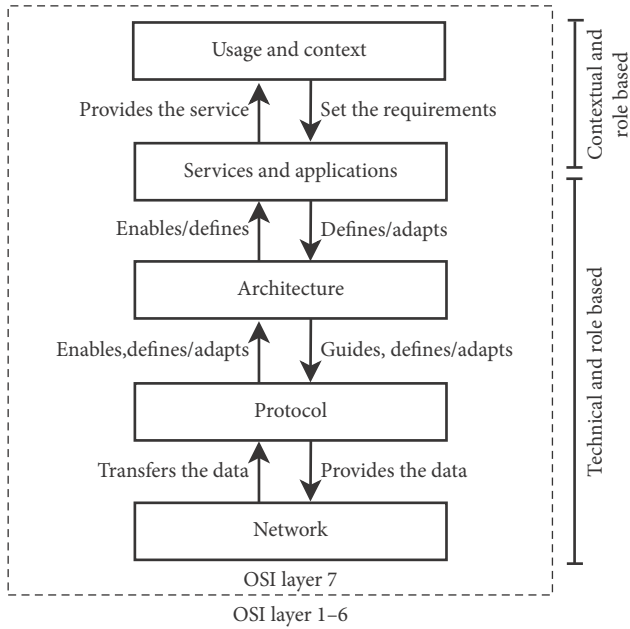 Usage and context
Provides the service
Set the requirements
Services and applications
Enables/defines
Defines/adapts
Architecture
Enables,defines/adapts
Guides, defines/adapts
Protocol
Transfers the data
Provides the data
Network
OSI layer 7
OSI layer 1–6
Contextual and
role based
Technical and role based